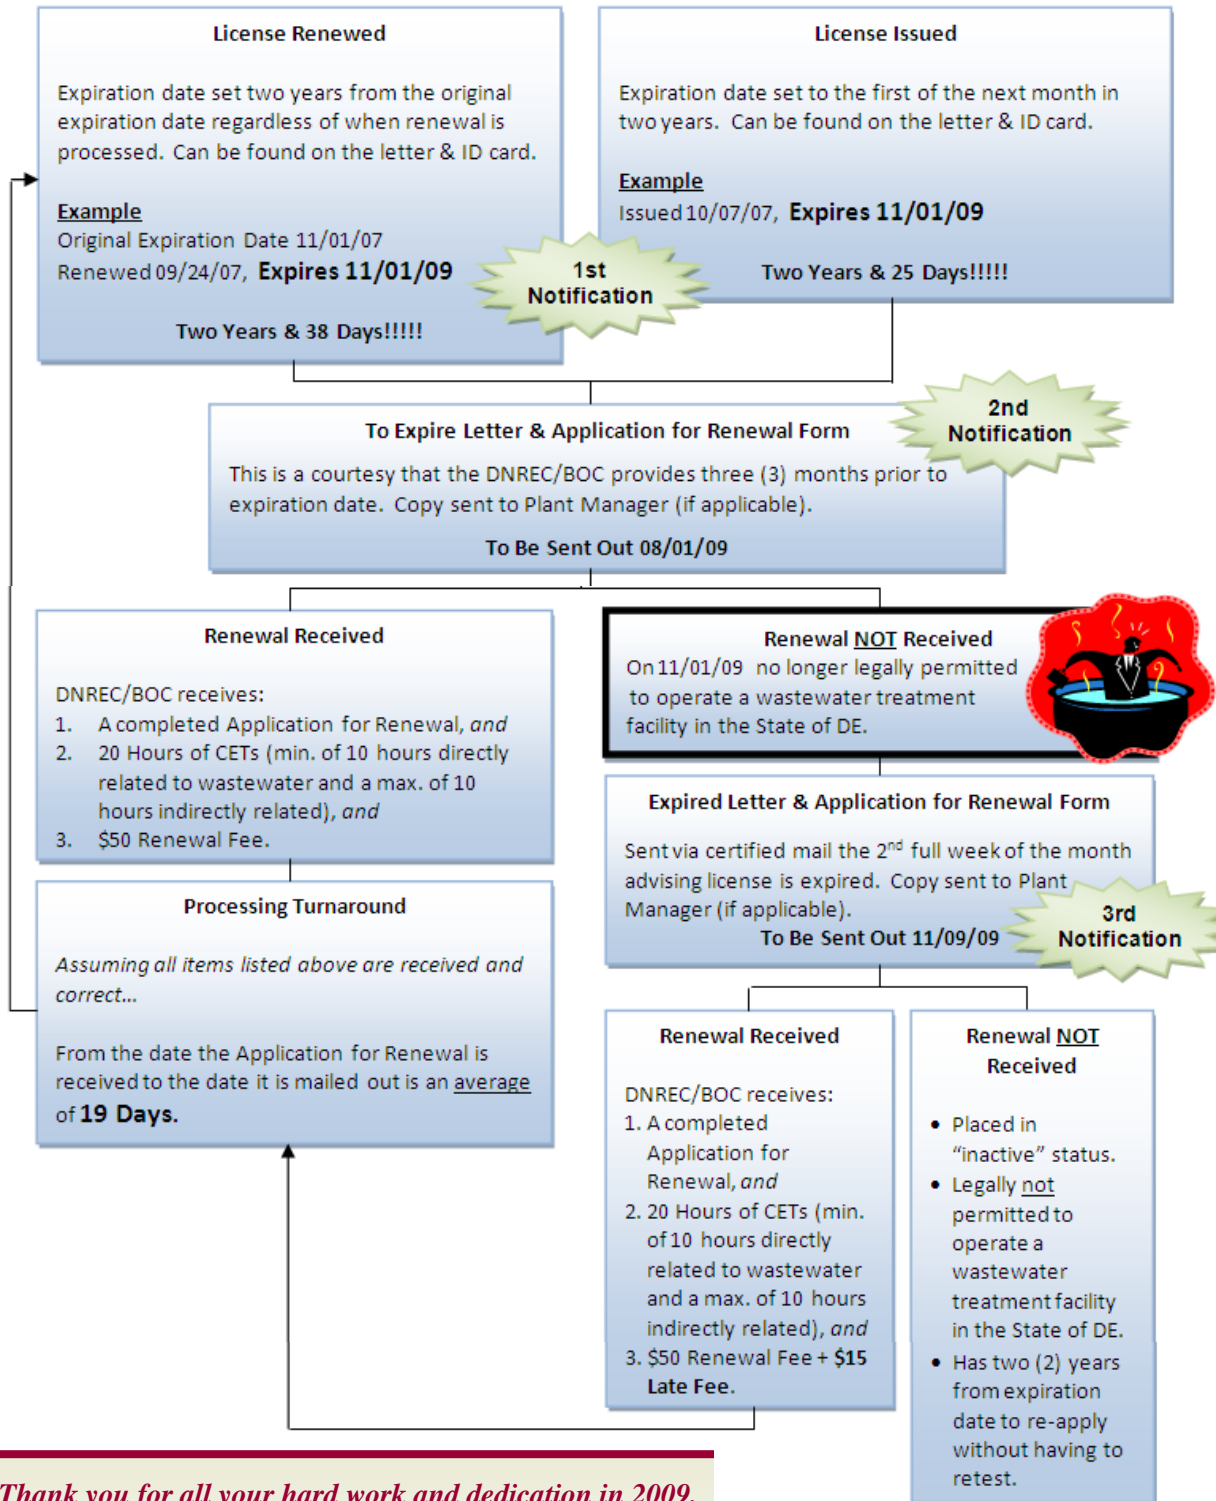 License Renewed
Expiration date set two years from the original
expiration date regardless of when renewal is
processed. Can be found on the letter & ID card.
Example
Original Expiration Date 11/01/07
Renewed 09/24/07, Expires 11/01/09
Two Years & 38 Days!!!!!
License Issued
Expiration date set to the first of the next month in
two years. Can be found on the letter & ID card.
Example
Issued 10/07/07, Expires 11/01/09
Two Years & 25 Days!!!!!
1st
Notification
To Expire Letter & Application for Renewal Form
This is a courtesy that the DNREC/BOC provides three (3) months prior to
expiration date. Copy sent to Plant Manager (if applicable).
To Be Sent Out 08/01/09
2nd
Notification
Renewal Received
DNREC/BOC receives:
1. A completed Application for Renewal, and
2. 20 Hours of CETs (min. of 10 hours directly
related to wastewater and a max. of 10
hours indirectly related), and
3. $50 Renewal Fee.
Processing Turnaround
Assuming all items listed above are received and
correct...
From the date the Application for Renewal is
received to the date it is mailed out is an average
of 19 Days.
Renewal NOT Received
On 11/01/09 no longer legally permitted
to operate a wastewater treatment
facility in the State of DE.
Expired Letter & Application for Renewal Form
Sent via certified mail the 2nd full week of the month
advising license is expired. Copy sent to Plant
Manager (if applicable).
To Be Sent Out 11/09/09
3rd
Notification
Renewal Received
DNREC/BOC receives:
1. A completed
Application for
Renewal, and
2. 20 Hours of CETs (min.
of 10 hours directly
related to wastewater
and a max. of 10 hours
indirectly related), and
3. $50 Renewal Fee + $15
Late Fee.
Renewal NOT
Received
• Placed in
"inactive" status.
• Legally not
permitted to
operate a
wastewater
treatment facility
in the State of DE.
• Has two (2) years
from expiration
date to re-apply
without having to
retest.
Thank you for all your hard work and dedication in 2009.